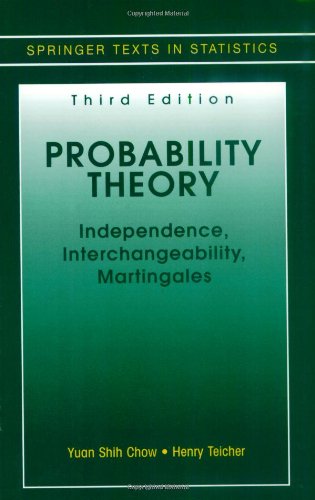 SPRINGER TEXTS IN STATISTICS
Third Edition
PROBABILITY
THEORY
Independence,
Interchangeability,
Martingales
Yuan Shih Chow • Henry Teicher